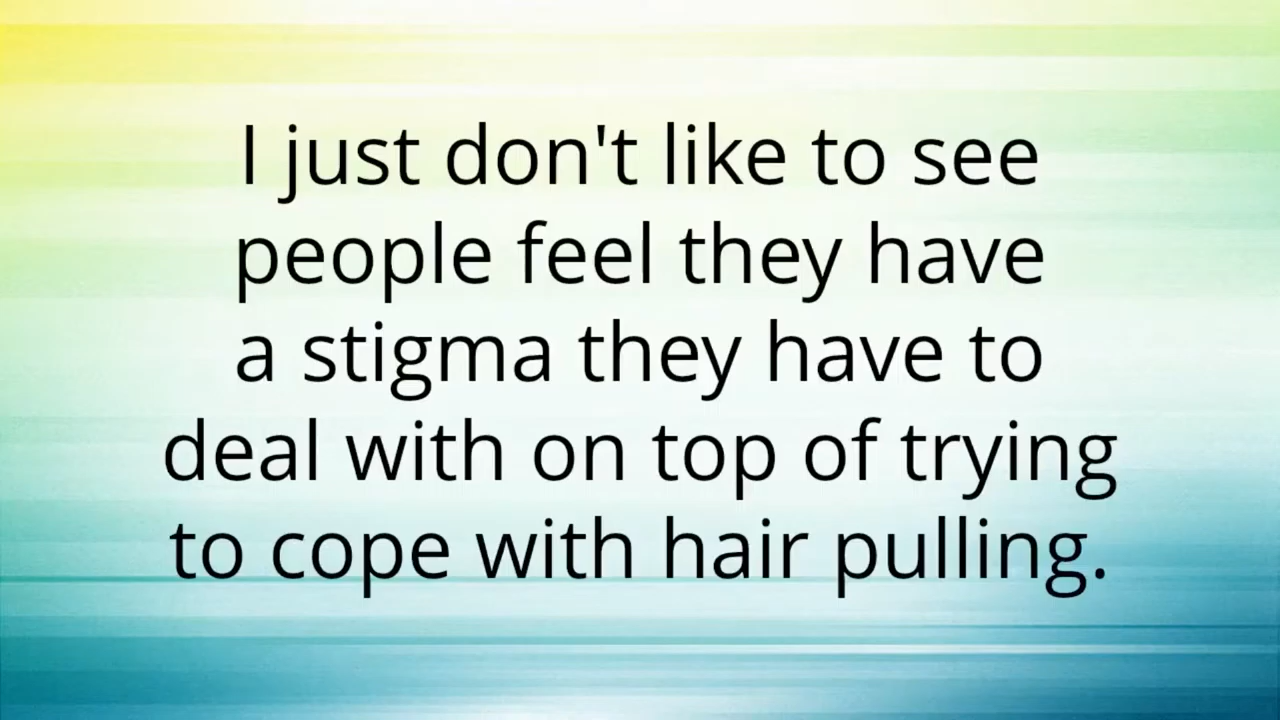 I just don't like to see
people feel they have
a stigma they have to
deal with on top of trying
to cope with hair pulling.